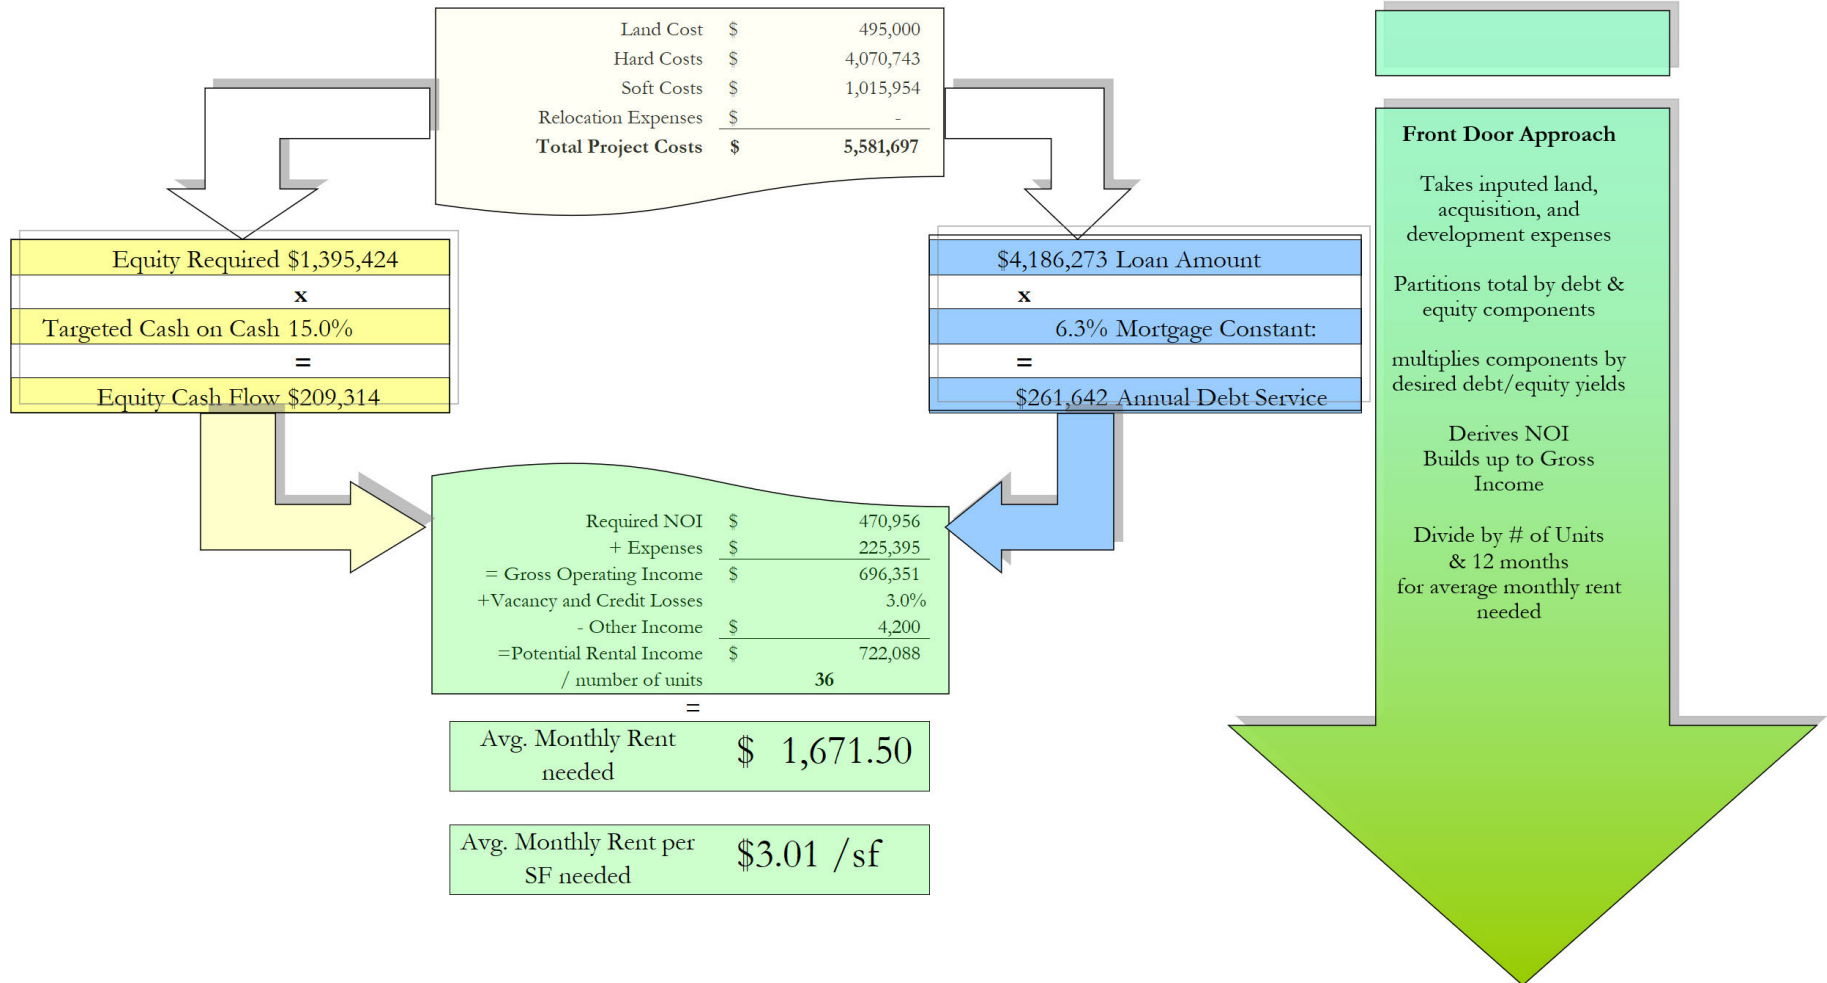 Land Cost $ 495,000
Hard Costs $ 4,070,743
Soft Costs $ 1,015,954
Relocation Expenses $ -
Total Project Costs $ 5,581,697
Equity Required $1,395,424
x
Targeted Cash on Cash 15.0%
=
Equity Cash Flow $209,314
$4,186,273 Loan Amount
x
6.3% Mortgage Constant:
=
$261,642 Annual Debt Service
Required NOI $ 470,956
+ Expenses $ 225,395
= Gross Operating Income $ 696,351
+Vacancy and Credit Losses 3.0%
- Other Income $ 4,200
=Potential Rental Income $ 722,088
/ number of units 36
=
Avg. Monthly Rent
needed
$ 1,671.50
Avg. Monthly Rent per
SF needed
$3.01 /sf
Front Door Approach
Takes inputed land,
acquisition, and
development expenses
Partitions total by debt &
equity components
multiplies components by
desired debt/equity yields
Derives NOI
Builds up to Gross
Income
Divide by # of Units
& 12 months
for average monthly rent
needed